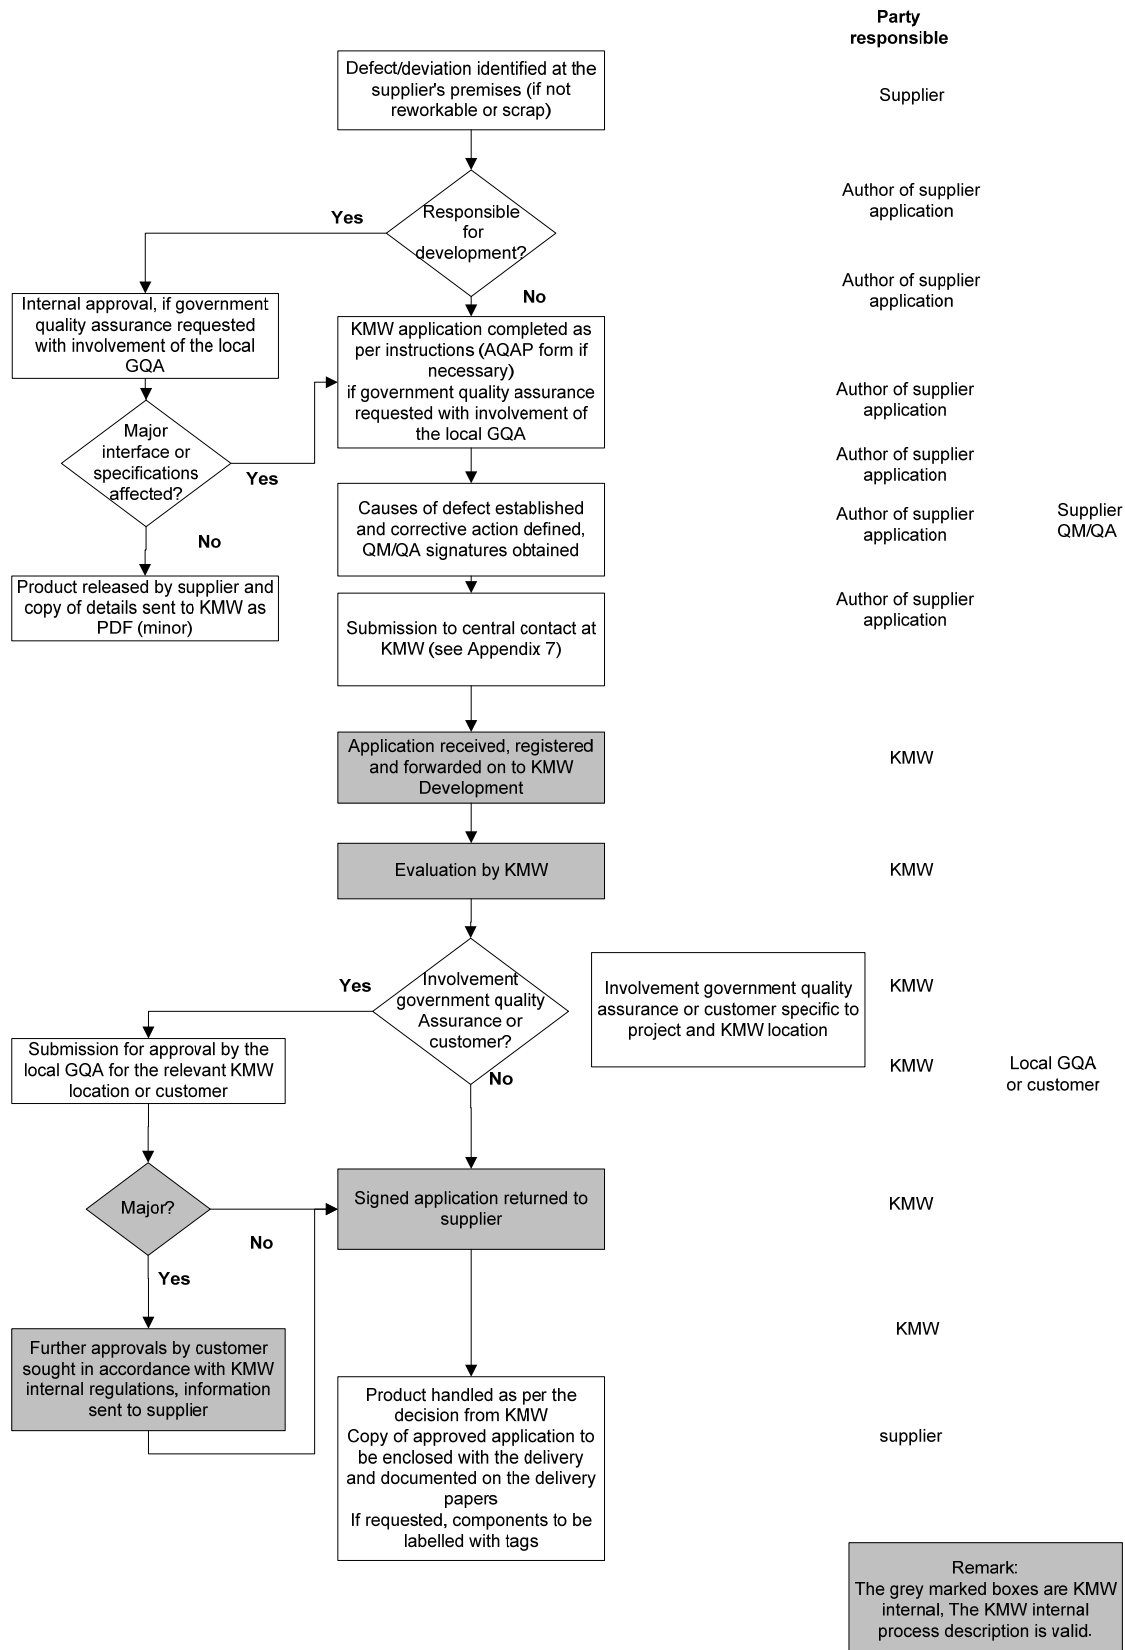 Party
responsible
Defect/deviation identified at the
supplier's premises (if not
reworkable or scrap)
Supplier
Responsible
for
development?
Yes
No
Author of supplier
application
Author of supplier
application
Internal approval, if government
quality assurance requested
with involvement of the local
GQA
KMW application completed as
per instructions (AQAP form if
necessary)
if government quality assurance
requested with involvement of
the local GQA
Author of supplier
application
Major
interface or
specifications
affected?
Yes
No
Author of supplier
application
Causes of defect established
and corrective action defined,
QM/QA signatures obtained
Author of supplier
application
Supplier
QM/QA
Product released by supplier and
copy of details sent to KMW as
PDF (minor)
Submission to central contact at
KMW (see Appendix 7)
Author of supplier
application
Application received, registered
and forwarded on to KMW
Development
KMW
Evaluation by KMW
KMW
Involvement
government quality
Assurance or
customer?
Yes
No
Involvement government quality
assurance or customer specific to
project and KMW location
KMW
Submission for approval by the
local GQA for the relevant KMW
location or customer
KMW
Local GQA
or customer
Major?
No
Yes
Signed application returned to
supplier
KMW
Further approvals by customer
sought in accordance with KMW
internal regulations, information
sent to supplier
KMW
Product handled as per the
decision from KMW
Copy of approved application to
be enclosed with the delivery
and documented on the delivery
papers
If requested, components to be
labelled with tags
supplier
Remark:
The grey marked boxes are KMW
internal, The KMW internal
process description is valid.